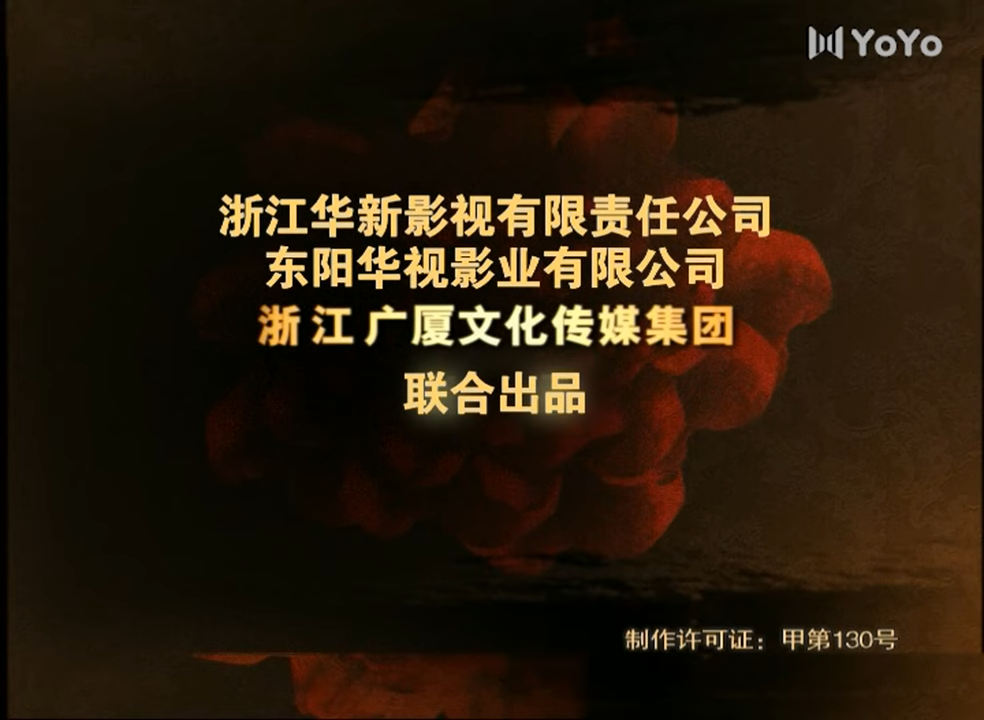 YoYo
浙江华新影视有限责任公司
东阳华视影业有限公司
浙江广厦文化传媒集团
联合出品
制作许可证：甲第130号